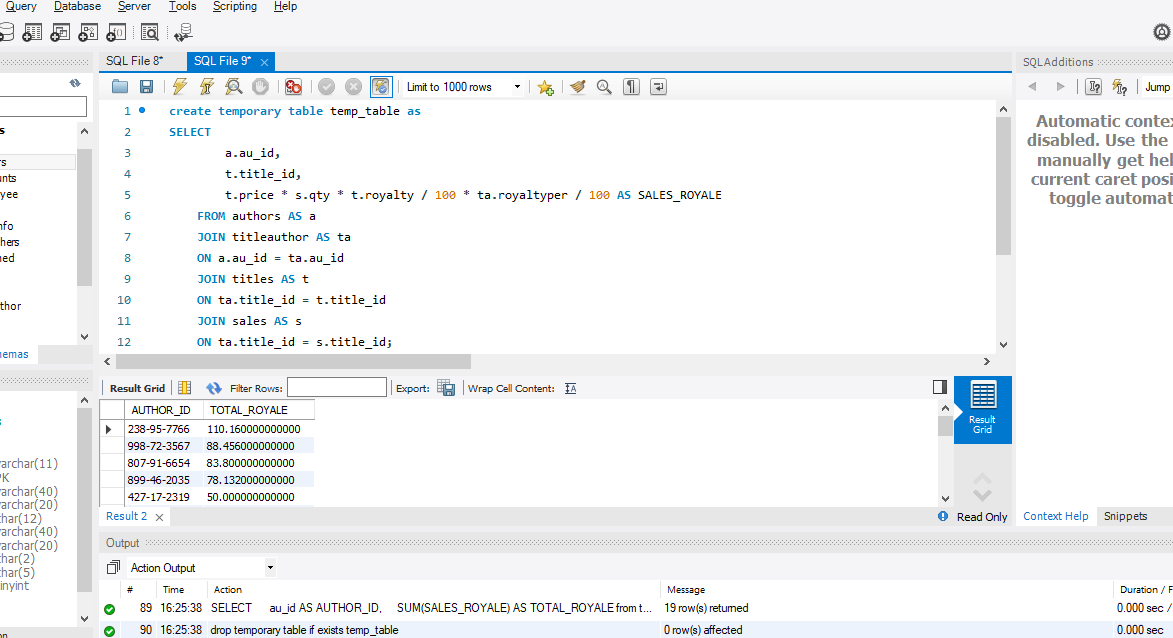 Query Database Server Tools Scripting Help
SQL File 8* SQL File 9*
SQLAdditions
Limit to 1000 rows
Jump
1 create temporary table temp_table as
2 SELECT
3 a.au_id,
4 t.title_id,
5 t.price * s.qty * t.royalty / 100 * ta.royaltyper / 100 AS SALES_ROYALE
6 FROM authors AS a
7 JOIN titleauthor AS ta
8 ON a.au_id = ta.au_id
9 JOIN titles AS t
10 ON ta.title_id = t.title_id
11 JOIN sales AS s
12 ON ta.title_id = s.title_id;
Automatic contex
disabled. Use the
manually get hel
current caret posi
toggle automat
s
rs
unts
yee
nfo
hers
ned
thor
hemas
Result Grid Filter Rows: Export: Wrap Cell Content:
AUTHOR_ID TOTAL_ROYALE
238-95-7766 110.160000000000
998-72-3567 88.456000000000
807-91-6654 83.800000000000
899-46-2035 78.132000000000
427-17-2319 50.000000000000
Result Grid
Result 2
Read Only
Context Help Snippets
archar(11)
PK
archar(40)
archar(20)
har(12)
archar(40)
archar(20)
har(2)
har(5)
inyint
Output
Action Output
# Time Action Message Duration / F
89 16:25:38 SELECT au_id AS AUTHOR_ID, SUM(SALES_ROYALE) AS TOTAL_ROYALE from t... 19 row(s) returned 0.000 sec /
90 16:25:38 drop temporary table if exists temp_table 0 row(s) affected 0.000 sec